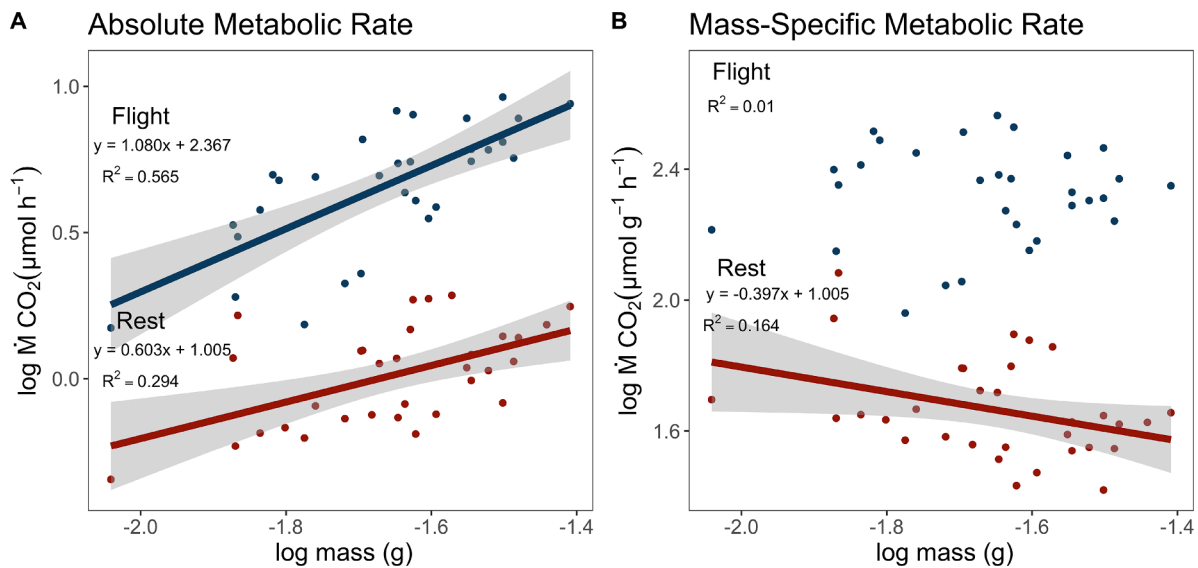 A Absolute Metabolic Rate
log Ṁ CO₂(μmol h⁻¹)
1.0
0.5
0.0
Flight
y = 1.080x + 2.367
R² = 0.565
Rest
y = 0.603x + 1.005
R² = 0.294
-2.0 -1.8 -1.6 -1.4
log mass (g)
B Mass-Specific Metabolic Rate
log Ṁ CO₂(μmol g⁻¹ h⁻¹)
2.4
2.0
1.6
Flight
R² = 0.01
Rest
y = -0.397x + 1.005
R² = 0.164
-2.0 -1.8 -1.6 -1.4
log mass (g)